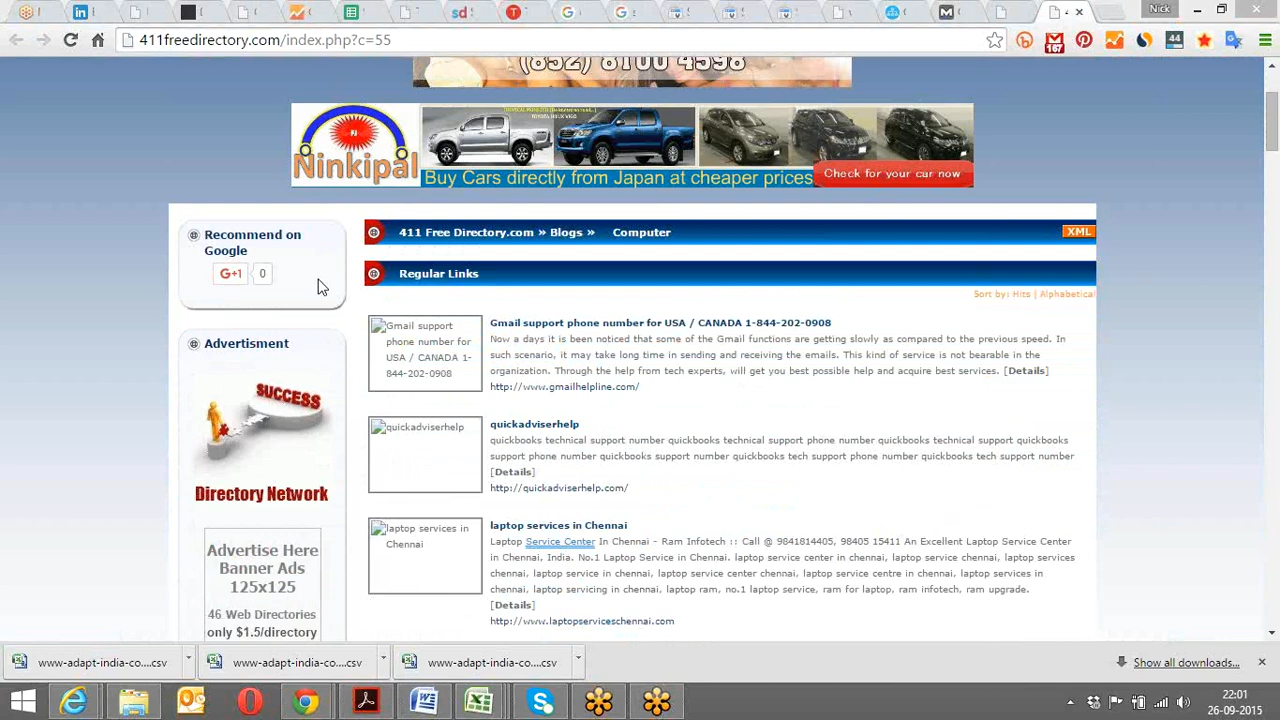 Nick
411freedirectory.com/index.php?c=55
167
44
(852) 8100 4598
Ninkipal
Buy Cars directly from Japan at cheaper prices
Check for your car now
Recommend on
Google
G+1 0
411 Free Directory.com » Blogs » Computer
XML
Regular Links
Sort by: Hits | Alphabetical
Gmail support
phone number for
USA / CANADA 1-
844-202-0908
Gmail support phone number for USA / CANADA 1-844-202-0908
Now a days it is been noticed that some of the Gmail functions are getting slowly as compared to the previous speed. In
such scenario, it may take long time in sending and receiving the emails. This kind of service is not bearable in the
organization. Through the help from tech experts, will get you best possible help and acquire best services. [Details]
http://www.gmailhelpline.com/
Advertisment
SUCCESS
Directory Network
quickadviserhelp
quickadviserhelp
quickbooks technical support number quickbooks technical support phone number quickbooks technical support quickbooks
support phone number quickbooks support number quickbooks tech support phone number quickbooks tech support number
[Details]
http://quickadviserhelp.com/
laptop services in
Chennai
laptop services in Chennai
Laptop Service Center In Chennai - Ram Infotech :: Call @ 9841814405, 98405 15411 An Excellent Laptop Service Center
in Chennai, India. No.1 Laptop Service in Chennai. laptop service center in chennai, laptop service chennai, laptop services
chennai, laptop service in chennai, laptop service center chennai, laptop service centre in chennai, laptop services in
chennai, laptop servicing in chennai, laptop ram, no.1 laptop service, ram for laptop, ram infotech, ram upgrade.
[Details]
http://www.laptopserviceschennai.com
Advertise Here
Banner Ads
125x125
46 Web Directories
only $1.5/directory
www-adapt-india-co....csv
www-adapt-india-co....csv
www-adapt-india-co....csv
Show all downloads...
22:01
26-09-2015